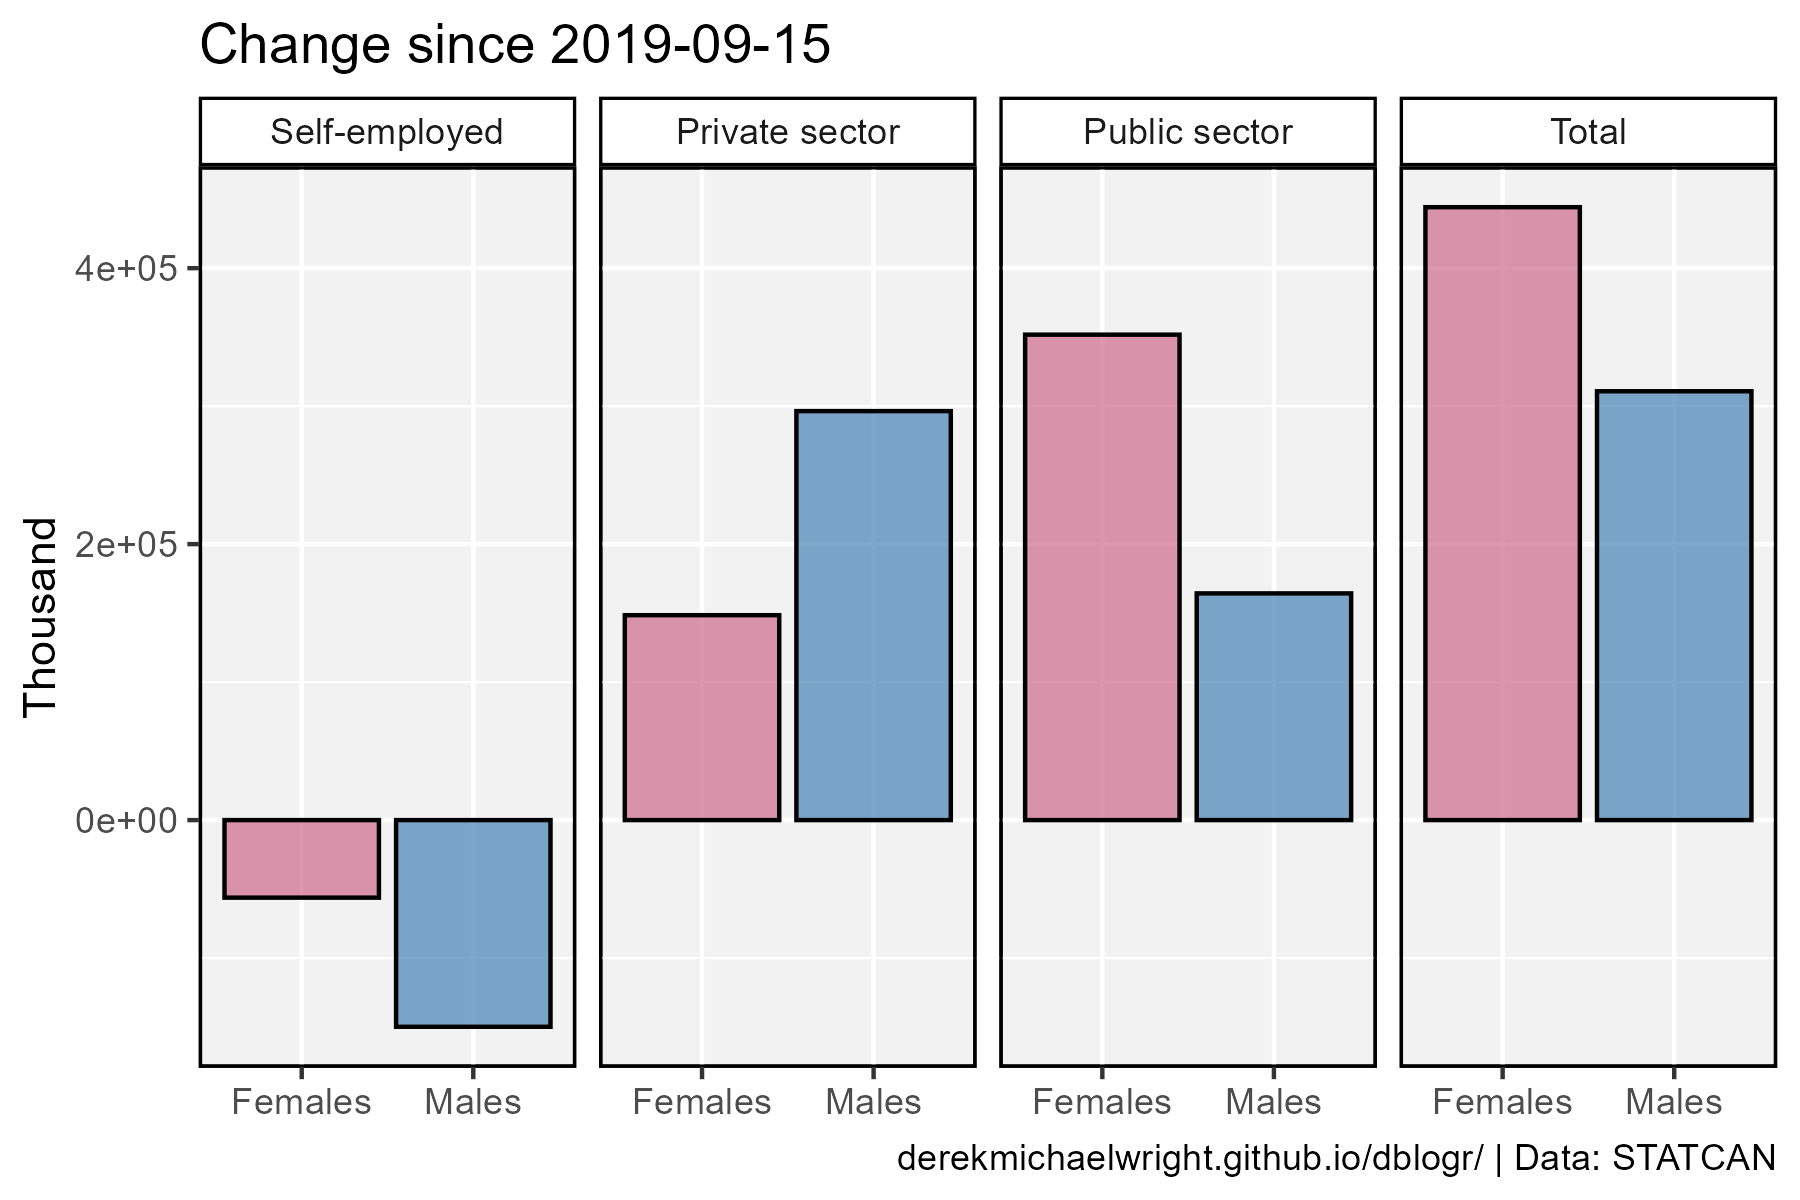 Change since 2019-09-15
Self-employed
Private sector
Public sector
Total
Thousand
4e+05
2e+05
0e+00
Females
Males
Females
Males
Females
Males
Females
Males
derekmichaelwright.github.io/dblogr/ | Data: STATCAN